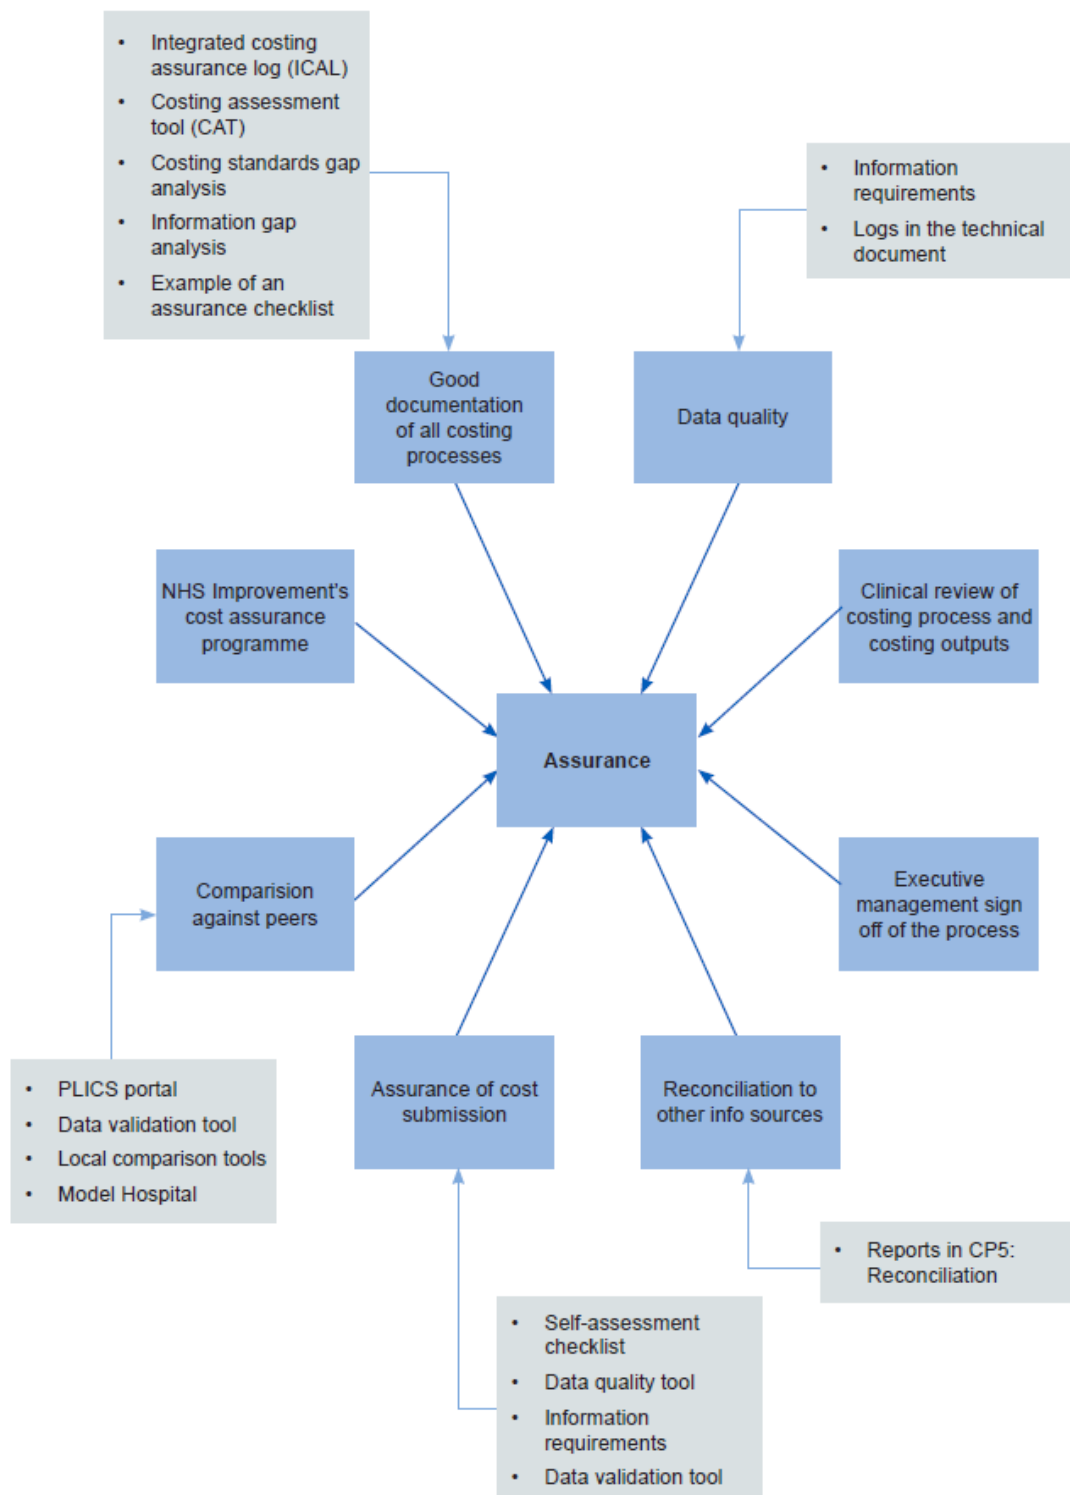 • Integrated costing
assurance log (ICAL)
• Costing assessment
tool (CAT)
• Costing standards gap
analysis
• Information gap
analysis
• Example of an
assurance checklist
• Information
requirements
• Logs in the technical
document
Good
documentation
of all costing
processes
Data quality
NHS Improvement's
cost assurance
programme
Clinical review of
costing process and
costing outputs
Assurance
Comparision
against peers
Executive
management sign
off of the process
• PLICS portal
• Data validation tool
• Local comparison tools
• Model Hospital
Assurance of cost
submission
Reconciliation to
other info sources
• Reports in CP5:
Reconciliation
• Self-assessment
checklist
• Data quality tool
• Information
requirements
• Data validation tool